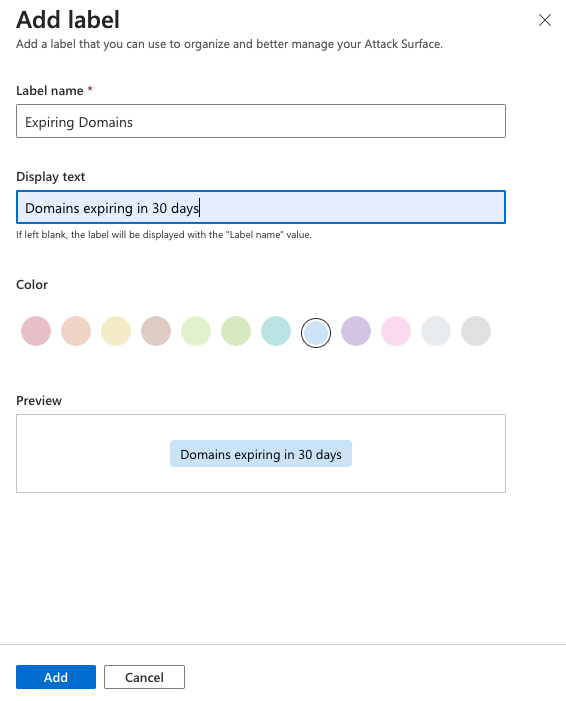 Add label
Add a label that you can use to organize and better manage your Attack Surface.
Label name *
Expiring Domains
Display text
Domains expiring in 30 days
If left blank, the label will be displayed with the "Label name" value.
Color
Preview
Domains expiring in 30 days
Add
Cancel